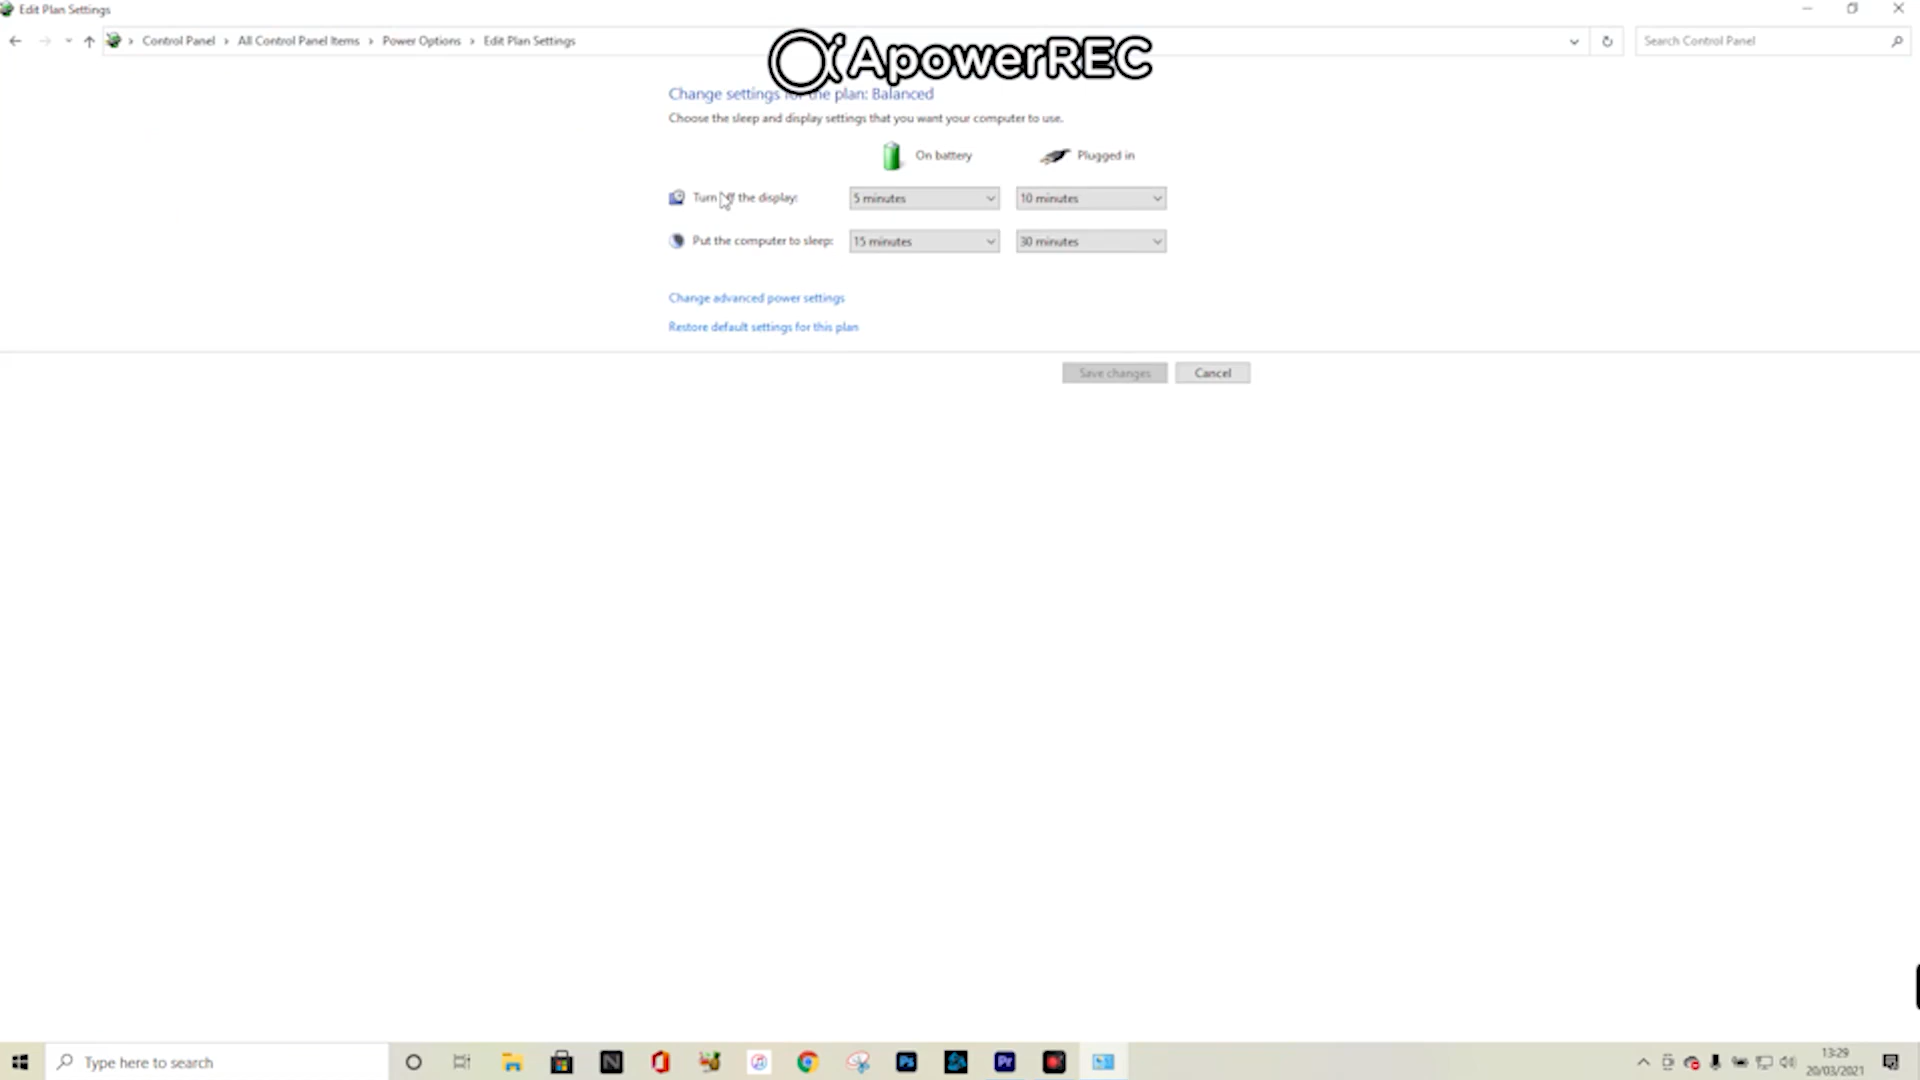 Edit Plan Settings
Control Panel > All Control Panel Items > Power Options > Edit Plan Settings
Search Control Panel
ApowerREC
Change settings for the plan: Balanced
Choose the sleep and display settings that you want your computer to use.
On battery Plugged in
Turn off the display: 5 minutes 10 minutes
Put the computer to sleep: 15 minutes 30 minutes
Change advanced power settings
Restore default settings for this plan
Save changes Cancel
Type here to search
N
Ps
Pr
13:29
20/03/2021